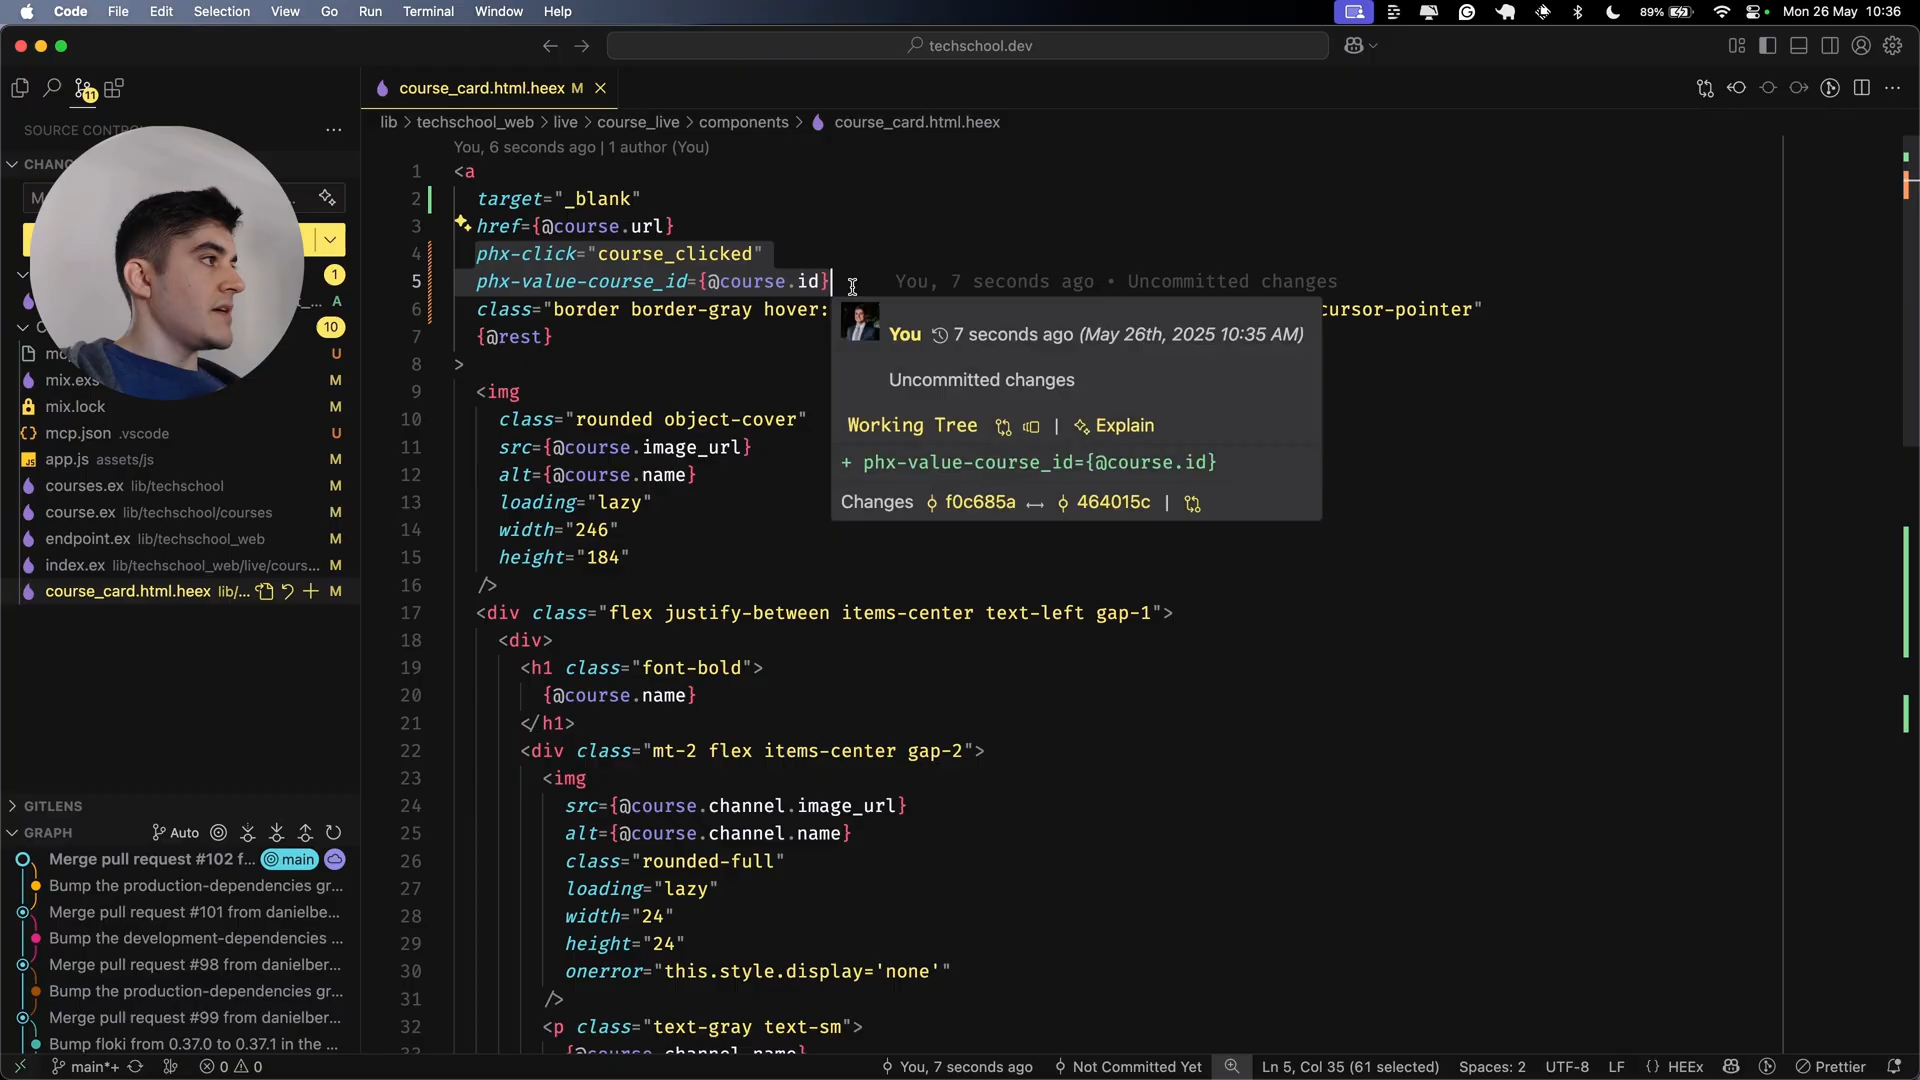 Code File Edit Selection View Go Run Terminal Window Help 89% Mon 26 May 10:36
techschool.dev
11
course_card.html.heex M
SOURCE CONTRO
lib > techschool_web > live > course_live > components > course_card.html.heex
CHANG
M
1
A
10
U
mix.exs M
mix.lock M
mcp.json .vscode U
app.js assets/js M
courses.ex lib/techschool M
course.ex lib/techschool/courses M
endpoint.ex lib/techschool_web M
index.ex lib/techschool_web/live/cours... M
course_card.html.heex lib/... M
GITLENS
GRAPH Auto
Merge pull request #102 f... main
Bump the production-dependencies gr...
Merge pull request #101 from danielbe...
Bump the development-dependencies ...
Merge pull request #98 from danielber...
Bump the production-dependencies gr...
Merge pull request #99 from danielber...
Bump floki from 0.37.0 to 0.37.1 in the ...
You, 6 seconds ago | 1 author (You)
1 <a
2 target="_blank"
3 href={@course.url}
4 phx-click="course_clicked"
5 phx-value-course_id={@course.id} You, 7 seconds ago • Uncommitted changes
6 class="border border-gray hover: cursor-pointer"
7 {@rest}
8 >
9 <img
10 class="rounded object-cover"
11 src={@course.image_url}
12 alt={@course.name}
13 loading="lazy"
14 width="246"
15 height="184"
16 />
17 <div class="flex justify-between items-center text-left gap-1">
18 <div>
19 <h1 class="font-bold">
20 {@course.name}
21 </h1>
22 <div class="mt-2 flex items-center gap-2">
23 <img
24 src={@course.channel.image_url}
25 alt={@course.channel.name}
26 class="rounded-full"
27 loading="lazy"
28 width="24"
29 height="24"
30 onerror="this.style.display='none'"
31 />
32 <p class="text-gray text-sm">
33 {@course.channel.name}
You 7 seconds ago (May 26th, 2025 10:35 AM)
Uncommitted changes
Working Tree | Explain
+ phx-value-course_id={@course.id}
Changes f0c685a ↔ 464015c |
main*+ 0 0 You, 7 seconds ago Not Committed Yet Ln 5, Col 35 (61 selected) Spaces: 2 UTF-8 LF {} HEEx Prettier